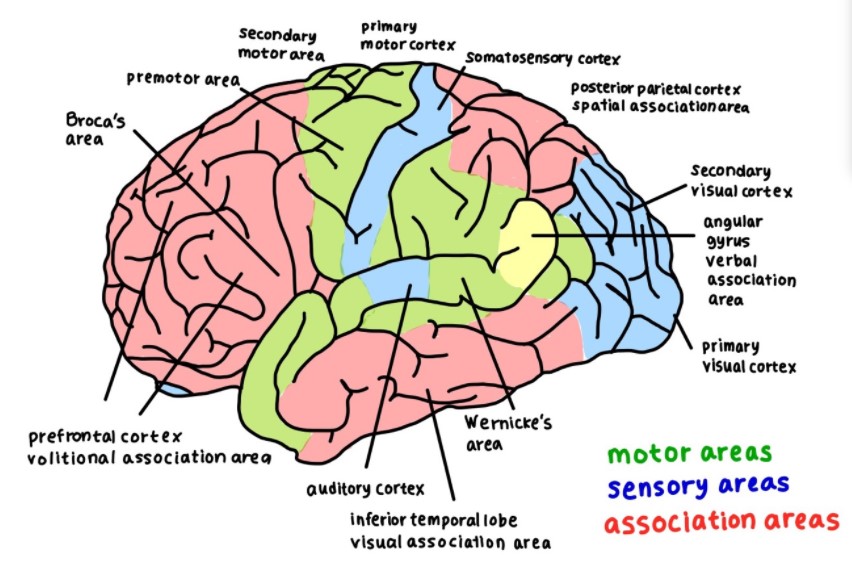 secondary
motor area
primary
motor cortex
somatosensory cortex
premotor area
posterior parietal cortex
spatial association area
Broca's
area
secondary
visual cortex
angular
gyrus
verbal
association
area
primary
visual cortex
prefrontal cortex
volitional association area
Wernicke's
area
auditory cortex
inferior temporal lobe
visual association area
motor areas
sensory areas
association areas